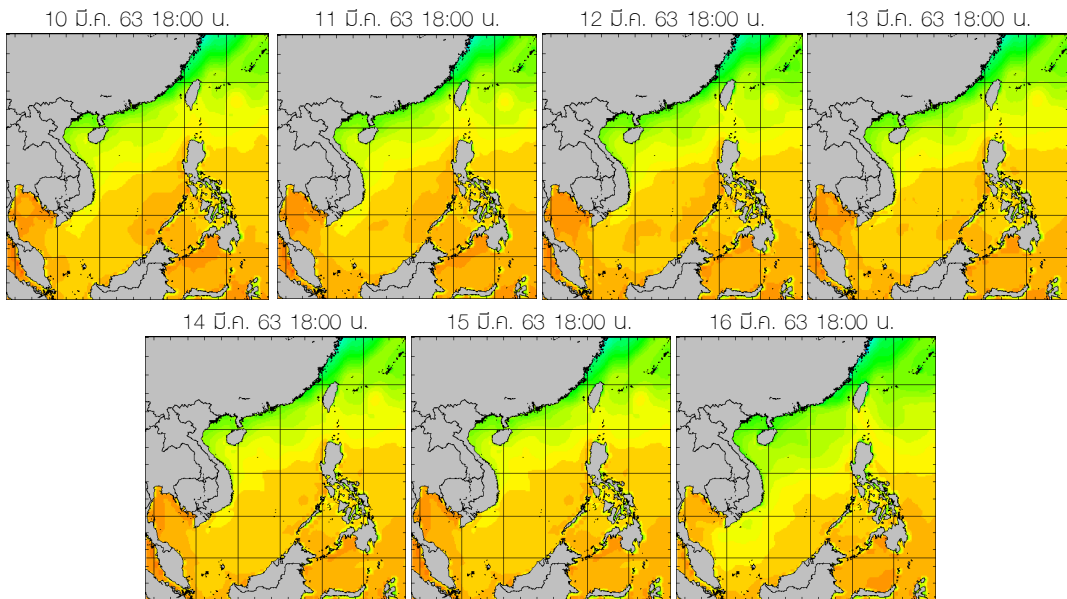 10 มี.ค. 63 18:00 น.
11 มี.ค. 63 18:00 น.
12 มี.ค. 63 18:00 น.
13 มี.ค. 63 18:00 น.
14 มี.ค. 63 18:00 น.
15 มี.ค. 63 18:00 น.
16 มี.ค. 63 18:00 น.